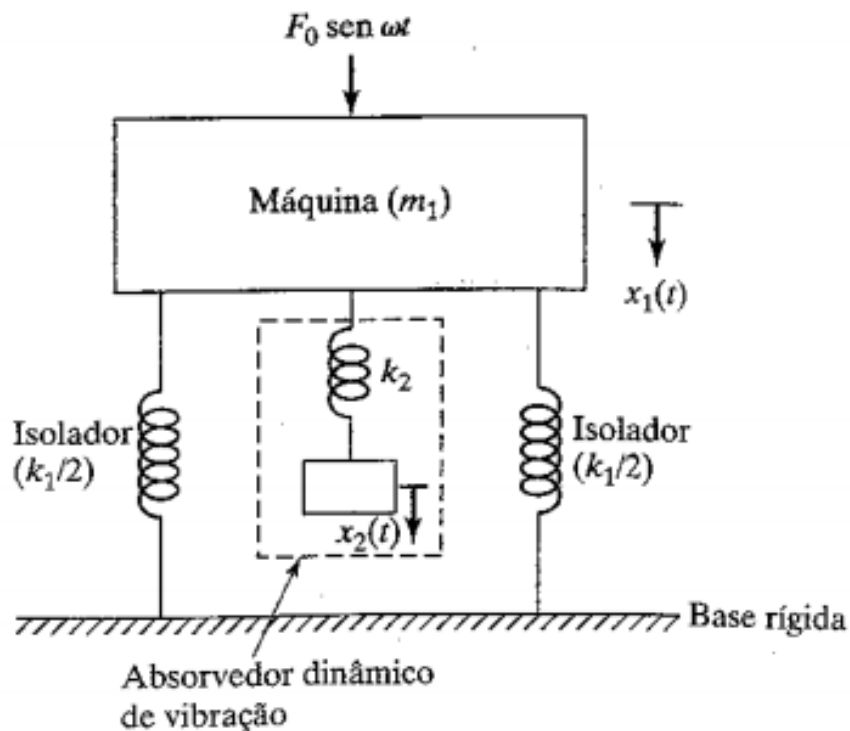 F₀ sen ωt
Máquina (m₁)
x₁(t)
k₂
Isolador
(k₁/2)
Isolador
(k₁/2)
x₂(t)
Base rígida
Absorvedor dinâmico
de vibração